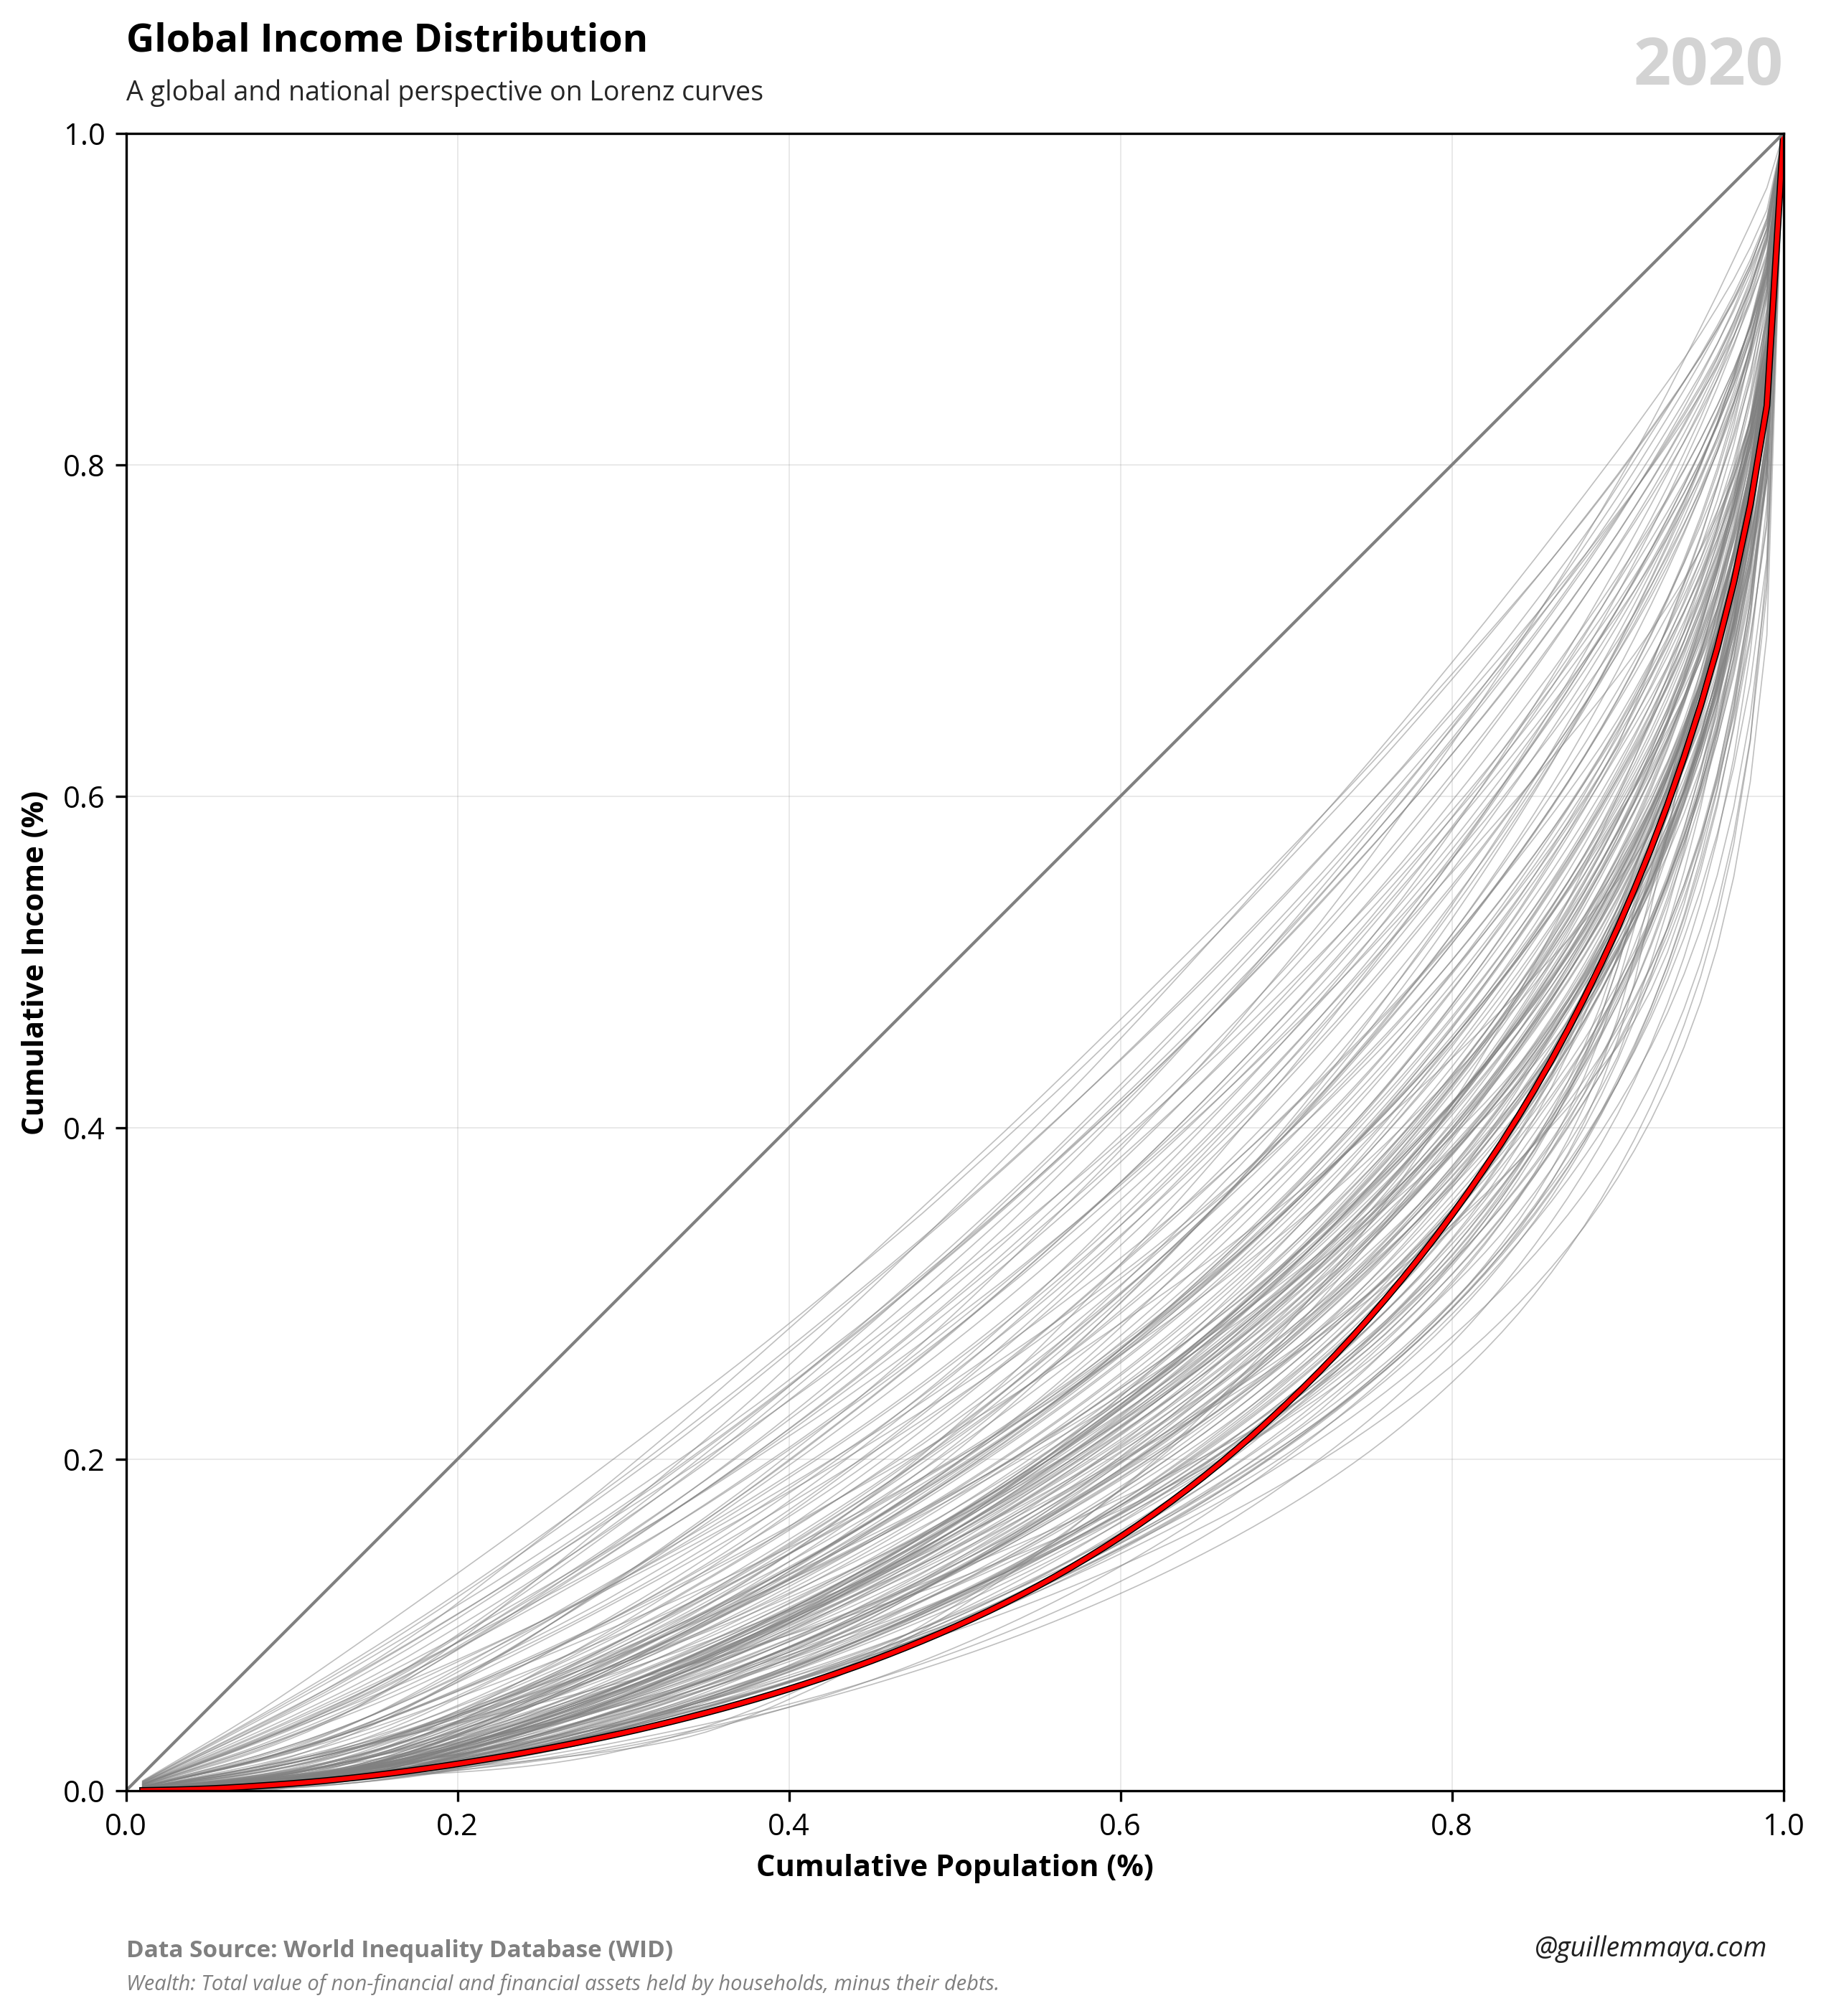 Global Income Distribution
2020
A global and national perspective on Lorenz curves
1.0
0.8
0.6
0.4
0.2
0.0
Cumulative Income (%)
0.0 0.2 0.4 0.6 0.8 1.0
Cumulative Population (%)
Data Source: World Inequality Database (WID)
@guillemmaya.com
Wealth: Total value of non-financial and financial assets held by households, minus their debts.